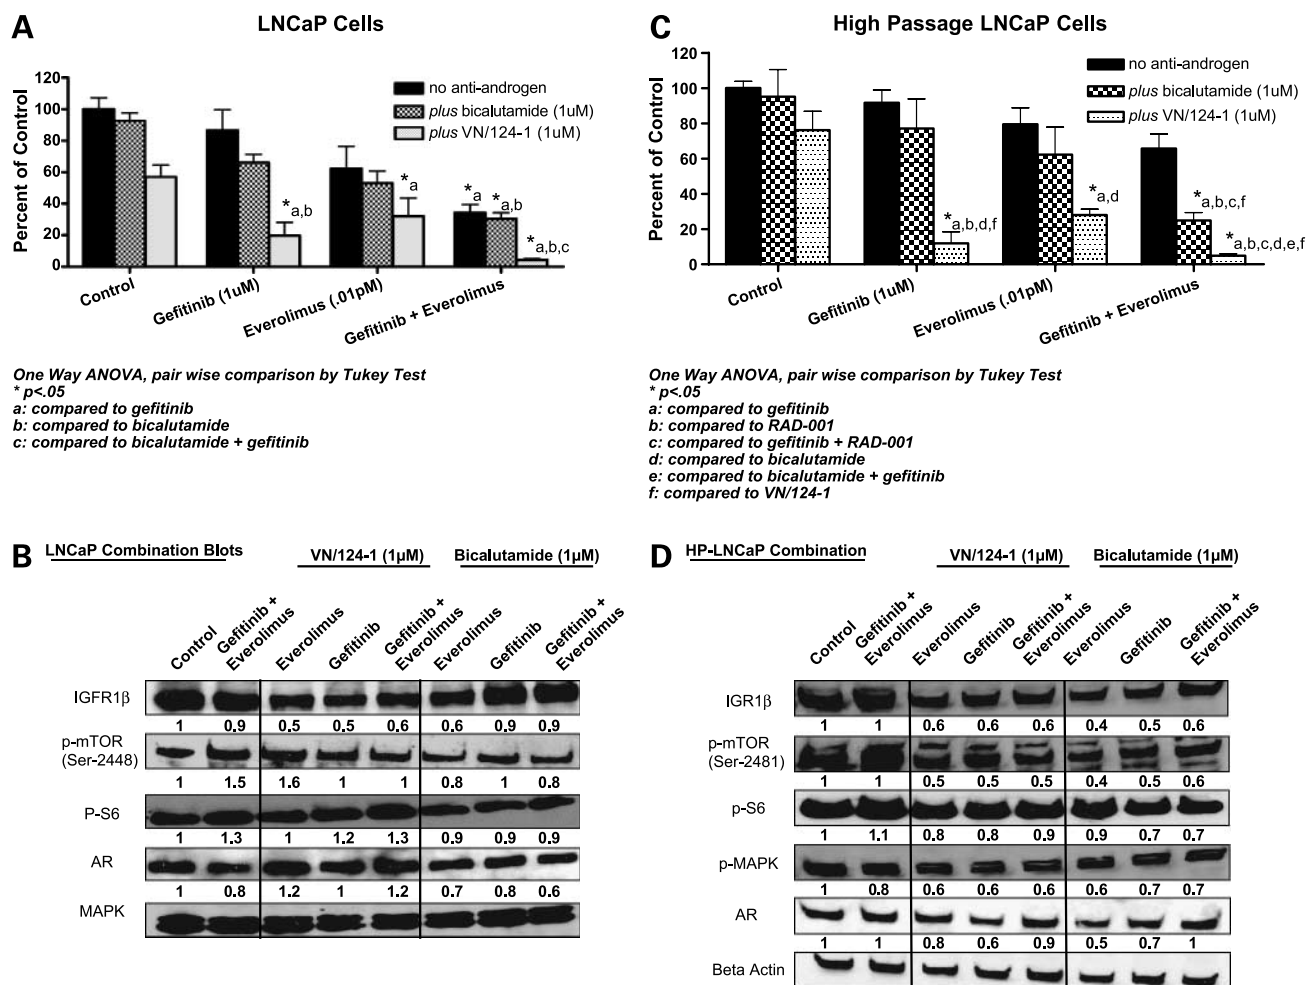 A
LNCaP Cells
Percent of Control
120
100
80
60
40
20
0
no anti-androgen
plus bicalutamide (1uM)
plus VN/124-1 (1uM)
*a,b
*a
*a
*a,b
*a,b,c
Control
Gefitinib (1uM)
Everolimus (.01pM)
Gefitinib + Everolimus
One Way ANOVA, pair wise comparison by Tukey Test
* p<.05
a: compared to gefitinib
b: compared to bicalutamide
c: compared to bicalutamide + gefitinib
C
High Passage LNCaP Cells
Percent of Control
120
100
80
60
40
20
0
no anti-androgen
plus bicalutamide (1uM)
plus VN/124-1 (1uM)
*a,b,d,f
*a,d
*a,b,c,f
*a,b,c,d,e,f
Control
Gefitinib (1uM)
Everolimus (.01pM)
Gefitinib + Everolimus
One Way ANOVA, pair wise comparison by Tukey Test
* p<.05
a: compared to gefitinib
b: compared to RAD-001
c: compared to gefitinib + RAD-001
d: compared to bicalutamide
e: compared to bicalutamide + gefitinib
f: compared to VN/124-1
B
LNCaP Combination Blots
VN/124-1 (1µM)
Bicalutamide (1µM)
Control
Gefitinib +
Everolimus
Everolimus
Gefitinib
Gefitinib +
Everolimus
Everolimus
Gefitinib
Gefitinib +
Everolimus
IGFR1β
1 0.9 0.5 0.5 0.6 0.6 0.9 0.9
p-mTOR
(Ser-2448)
1 1.5 1.6 1 1 0.8 1 0.8
P-S6
1 1.3 1 1.2 1.3 0.9 0.9 0.9
AR
1 0.8 1.2 1 1.2 0.7 0.8 0.6
MAPK
D
HP-LNCaP Combination
VN/124-1 (1µM)
Bicalutamide (1µM)
Control
Gefitinib +
Everolimus
Everolimus
Gefitinib
Gefitinib +
Everolimus
Everolimus
Gefitinib
Gefitinib +
Everolimus
IGR1β
1 1 0.6 0.6 0.6 0.4 0.5 0.6
p-mTOR
(Ser-2481)
1 1 0.5 0.5 0.5 0.4 0.5 0.6
p-S6
1 1.1 0.8 0.8 0.9 0.9 0.7 0.7
p-MAPK
1 0.8 0.6 0.6 0.6 0.6 0.7 0.7
AR
1 1 0.8 0.6 0.9 0.5 0.7 1
Beta Actin